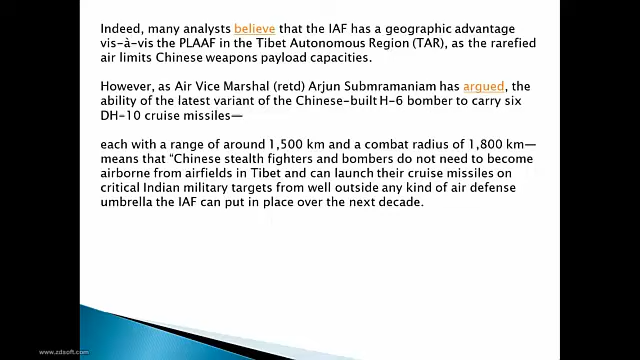 Indeed, many analysts believe that the IAF has a geographic advantage
vis-à-vis the PLAAF in the Tibet Autonomous Region (TAR), as the rarefied
air limits Chinese weapons payload capacities.
However, as Air Vice Marshal (retd) Arjun Submramaniam has argued, the
ability of the latest variant of the Chinese-built H-6 bomber to carry six
DH-10 cruise missiles—
each with a range of around 1,500 km and a combat radius of 1,800 km—
means that “Chinese stealth fighters and bombers do not need to become
airborne from airfields in Tibet and can launch their cruise missiles on
critical Indian military targets from well outside any kind of air defense
umbrella the IAF can put in place over the next decade.
www.zdsoft.com